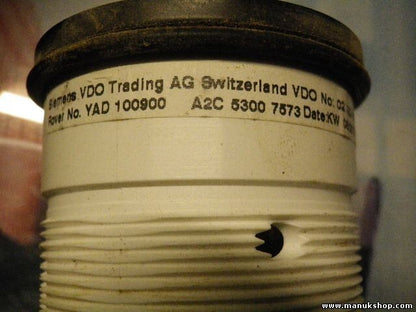 Siemens VDO Trading AG Switzerland VDO No: 02
Rover No. YAD 100900 A2C 5300 7573 Date:KW
www.manukshop.com